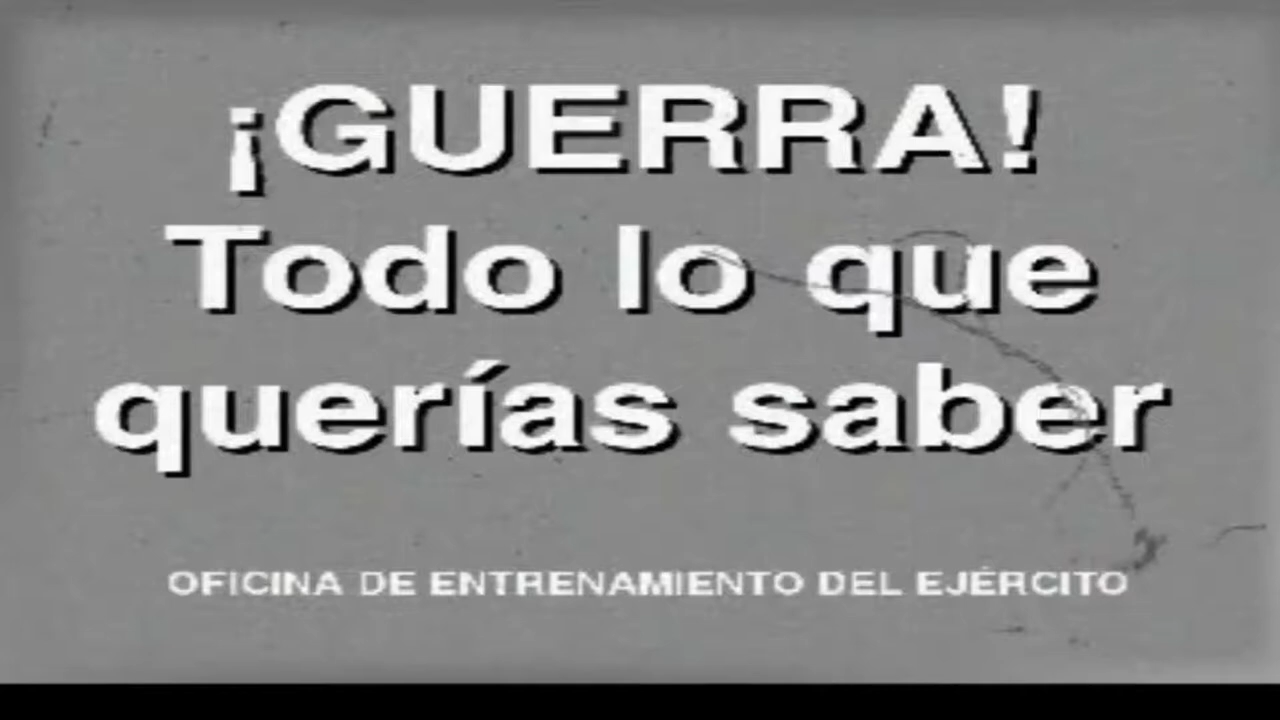 ¡GUERRA!
Todo lo que
querías saber
OFICINA DE ENTRENAMIENTO DEL EJÉRCITO